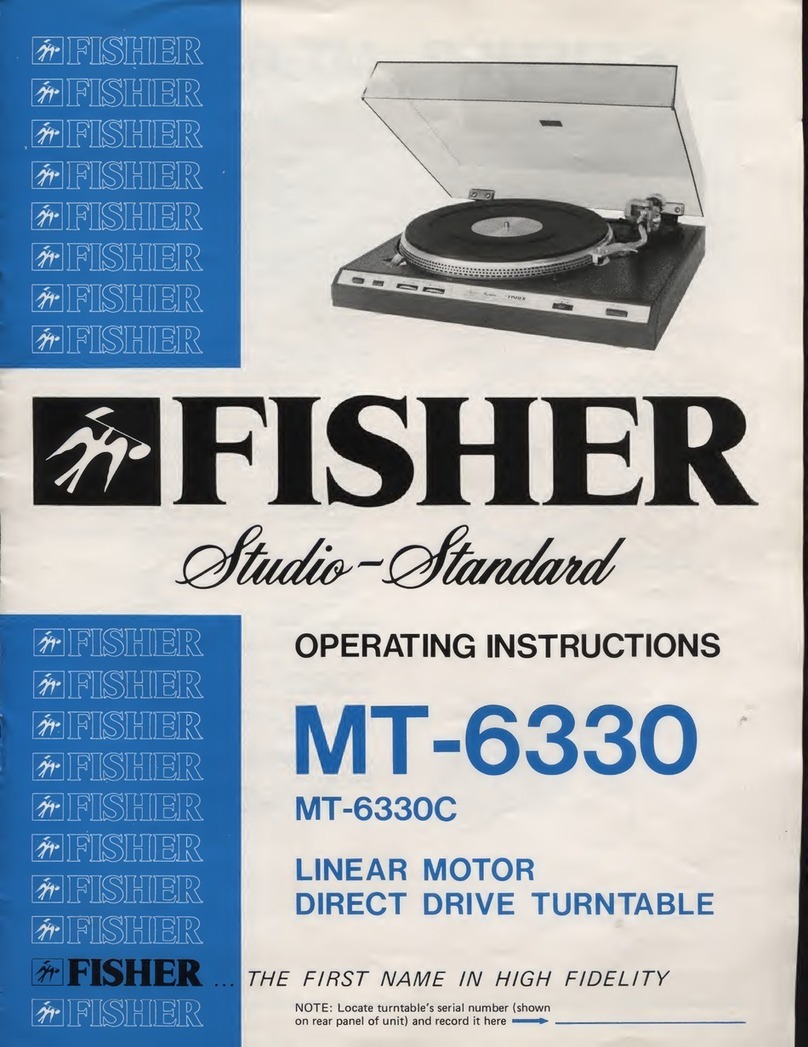 FISHER
FISHER
FISHER
FISHER
FISHER
FISHER
FISHER
FISHER
FISHER
FISHER
Studio-Standard
OPERATING INSTRUCTIONS
MT-6330
MT-6330C
LINEAR MOTOR
DIRECT DRIVE TURNTABLE
FISHER
FISHER
FISHER
FISHER
FISHER
FISHER
FISHER
FISHER
FISHER ... THE FIRST NAME IN HIGH FIDELITY
FISHER
NOTE: Locate turntable's serial number (shown
on rear panel of unit) and record it here